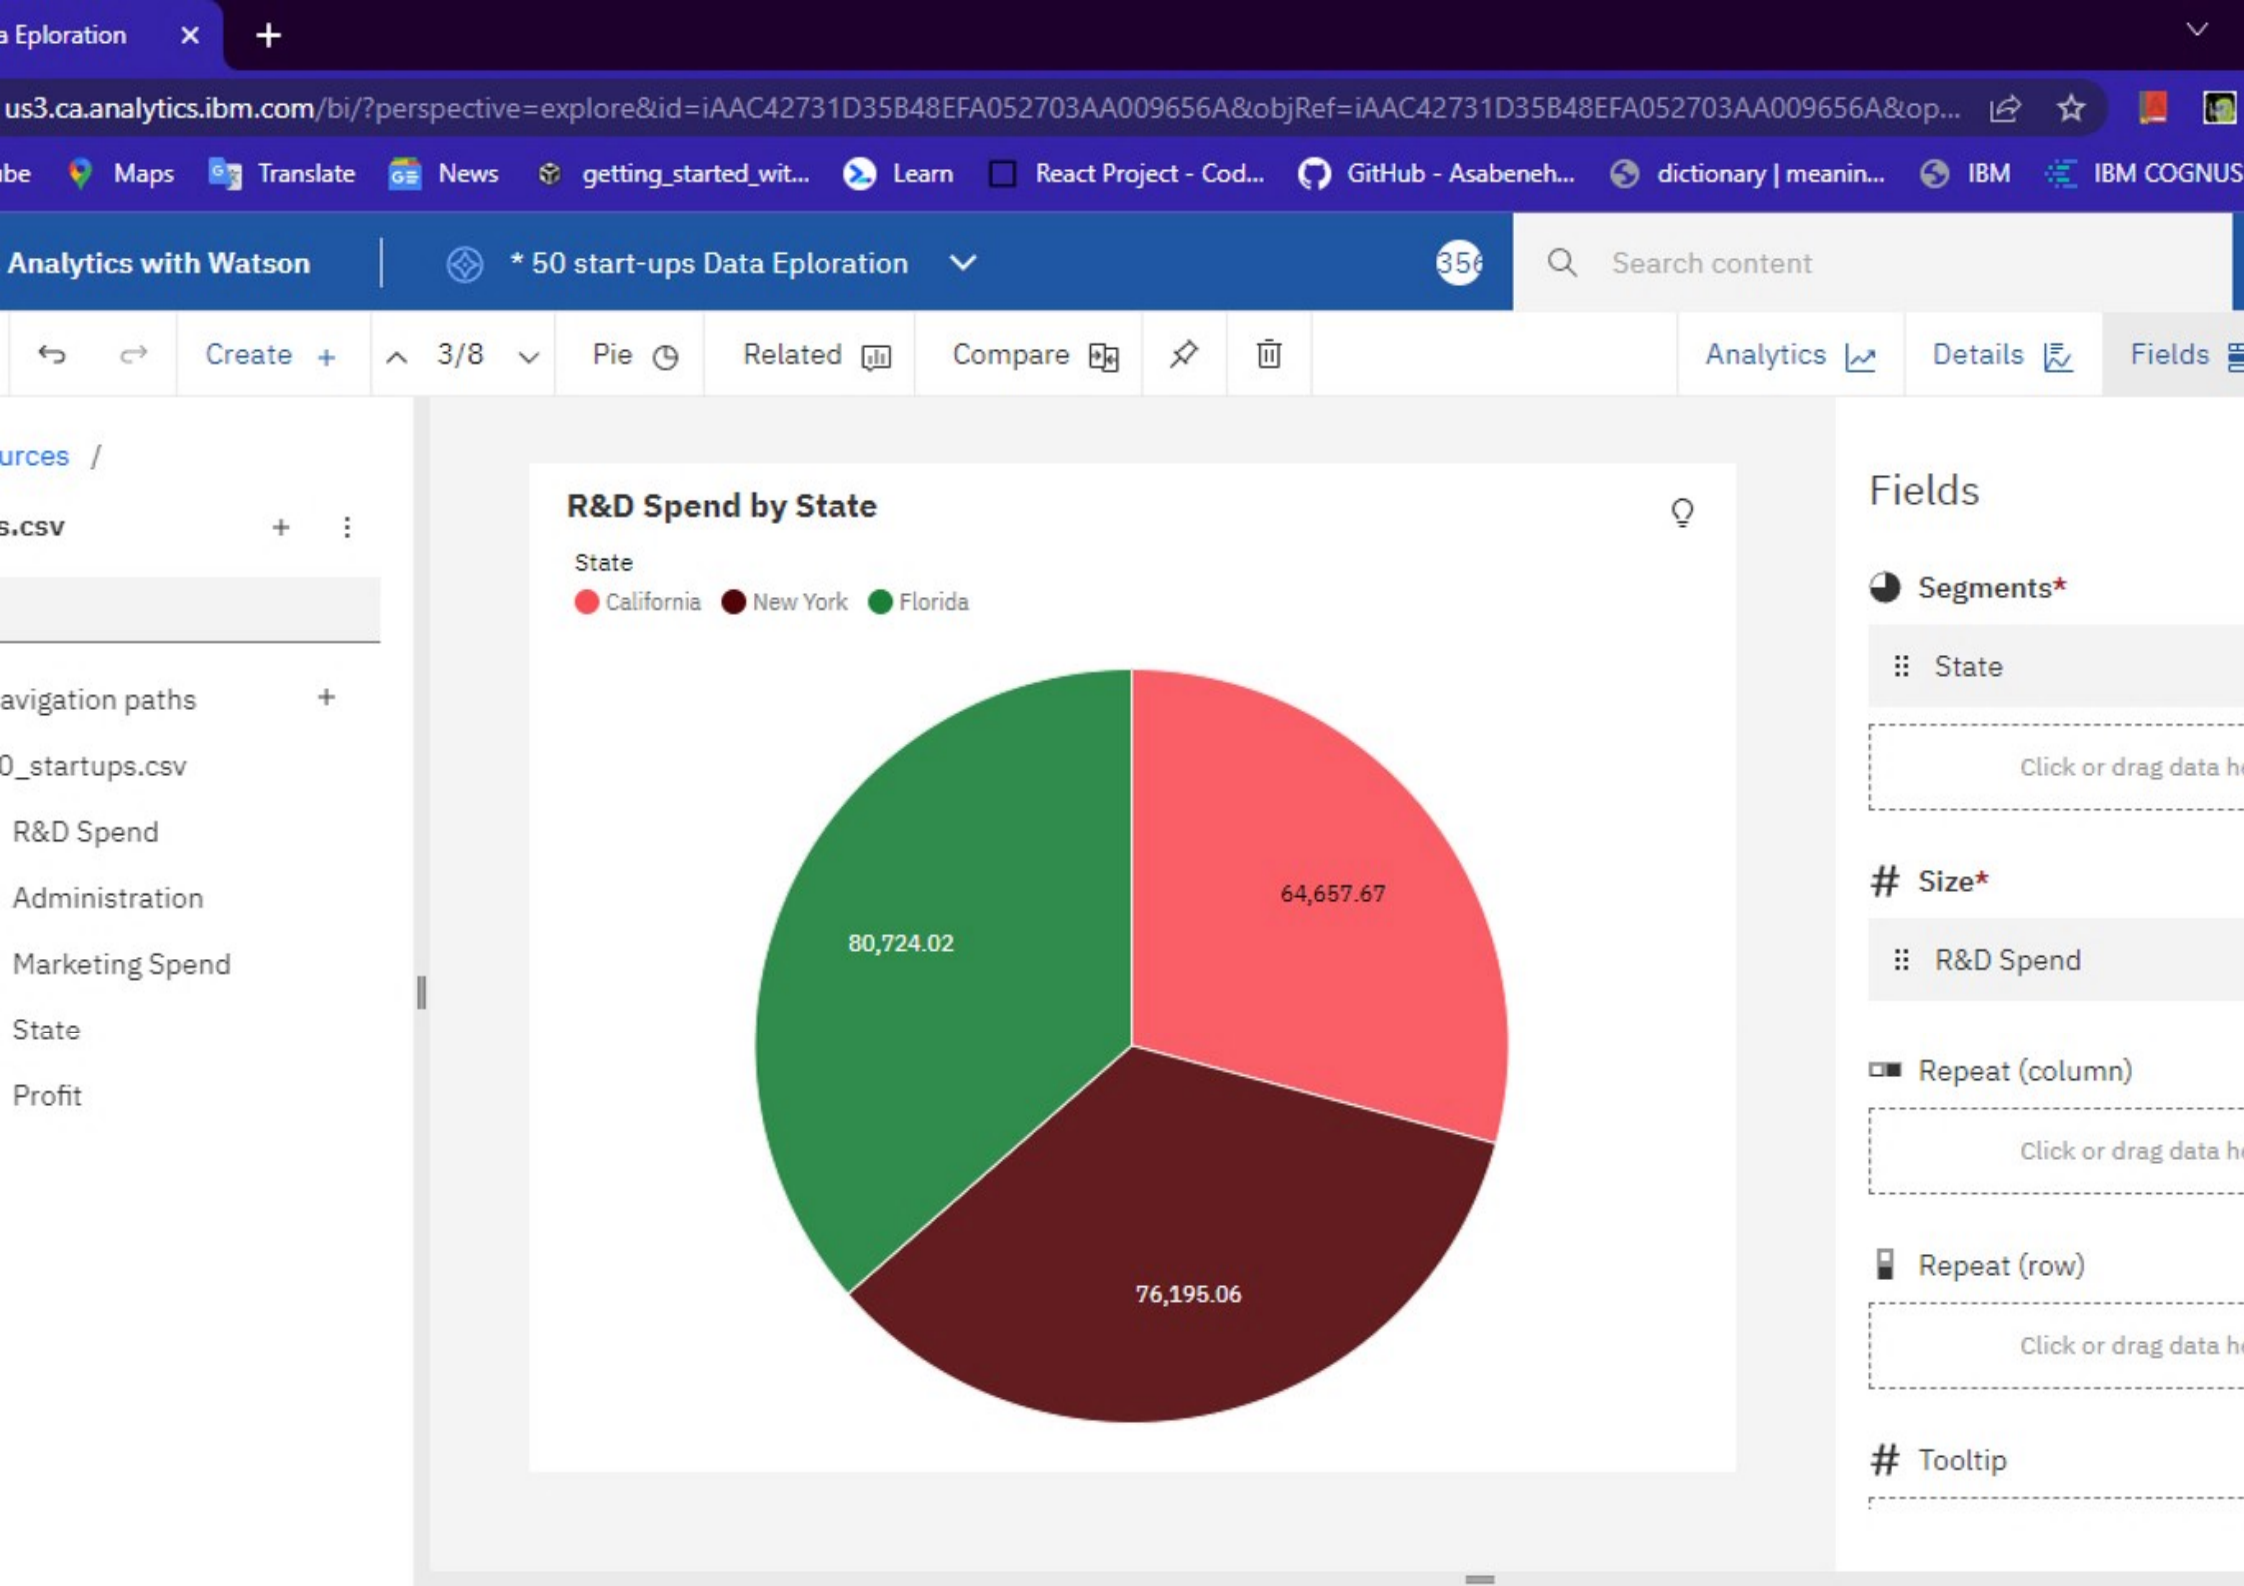 a Eploration
us3.ca.analytics.ibm.com/bi/?perspective=explore&id=iAAC42731D35B48EFA052703AA009656A&objRef=iAAC42731D35B48EFA052703AA009656A&op...
be Maps Translate News getting_started_wit... Learn React Project - Cod... GitHub - Asabeneh... dictionary | meanin... IBM IBM COGNUS
Analytics with Watson * 50 start-ups Data Eploration 356 Search content
Create + 3/8 Pie Related Compare Analytics Details Fields
urces /
s.csv
avigation paths
0_startups.csv
R&D Spend
Administration
Marketing Spend
State
Profit
R&D Spend by State
State
California New York Florida
64,657.67
80,724.02
76,195.06
Fields
Segments*
State
Click or drag data he
# Size*
R&D Spend
Repeat (column)
Click or drag data he
Repeat (row)
Click or drag data he
# Tooltip